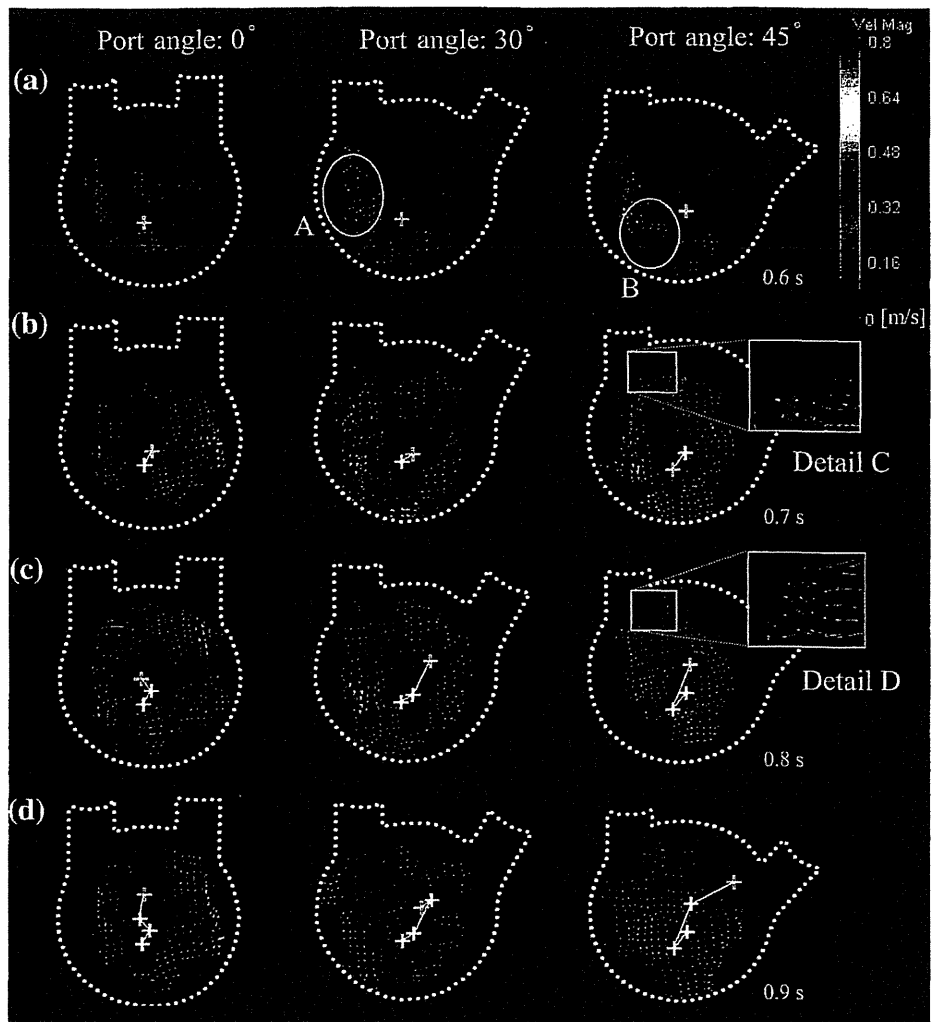 Port angle: 0°
Port angle: 30°
Port angle: 45°
Vel Mag
0.8
0.64
0.48
0.32
0.16
0 [m/s]
(a)
A
B
0.6 s
(b)
Detail C
0.7 s
(c)
Detail D
0.8 s
(d)
0.9 s